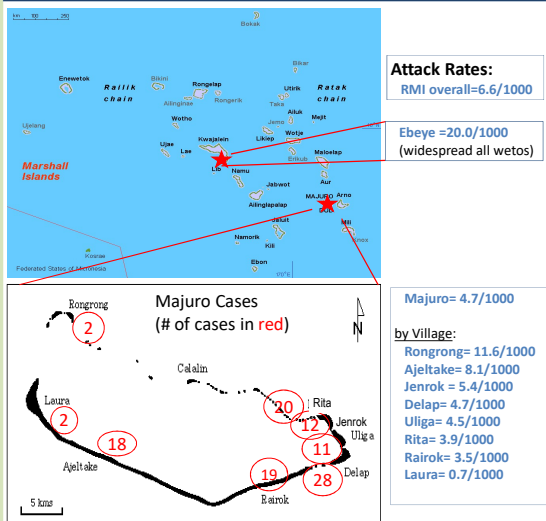 km 100 250
Bokak
Enewetok
Bikini
Rallik
chain
Rongelap
Ailinginae
Rongerik
Bikar
Utirik
Taka
Ratak
chain
Ailuk
Mejit
Wotho
Jemo
Likiep
Wotje
Ujelang
Kwajalein
Ujae
Lae
Erikub
Maloelap
Marshall
Islands
Lib
Namu
Aur
Jabwot
MAJURO
Arno
Ailinglapalap
Jaluit
Mili
Knox
Namorik
Kili
Kosrae
Ebon
Federated States of Micronesia
Attack Rates:
RMI overall=6.6/1000
Ebeye =20.0/1000
(widespread all wetos)
Majuro Cases
(# of cases in red)
N
Rongrong
2
Calalin
Laura
2
20
Rita
12
Jenrok
Uliga
18
11
Ajeltake
19
28
Delap
Rairok
5 kms
Majuro= 4.7/1000
by Village:
Rongrong= 11.6/1000
Ajeltake= 8.1/1000
Jenrok = 5.4/1000
Delap= 4.7/1000
Uliga= 4.5/1000
Rita= 3.9/1000
Rairok= 3.5/1000
Laura= 0.7/1000